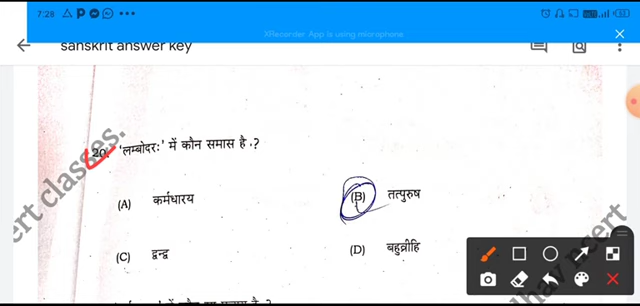 7:28
XRecorder App is using microphone
sanskrit answer key
20. 'लम्बोदरः' में कौन समास है.?
(A) कर्मधारय
(B) तत्पुरुष
(C) द्वन्द्व
(D) बहुव्रीहि
ert classes.